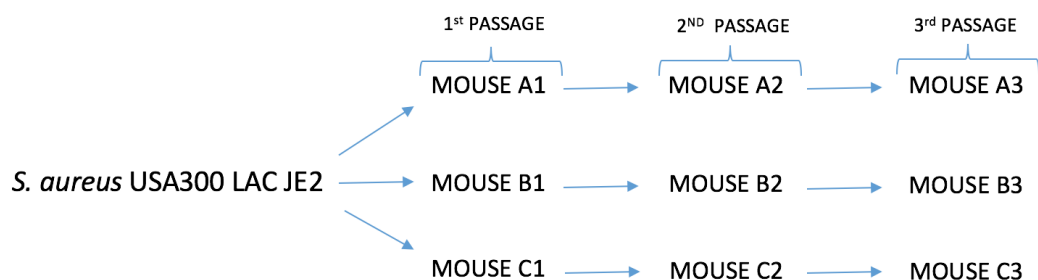 1st PASSAGE 2ND PASSAGE 3rd PASSAGE
MOUSE A1 MOUSE A2 MOUSE A3
S. aureus USA300 LAC JE2 MOUSE B1 MOUSE B2 MOUSE B3
MOUSE C1 MOUSE C2 MOUSE C3